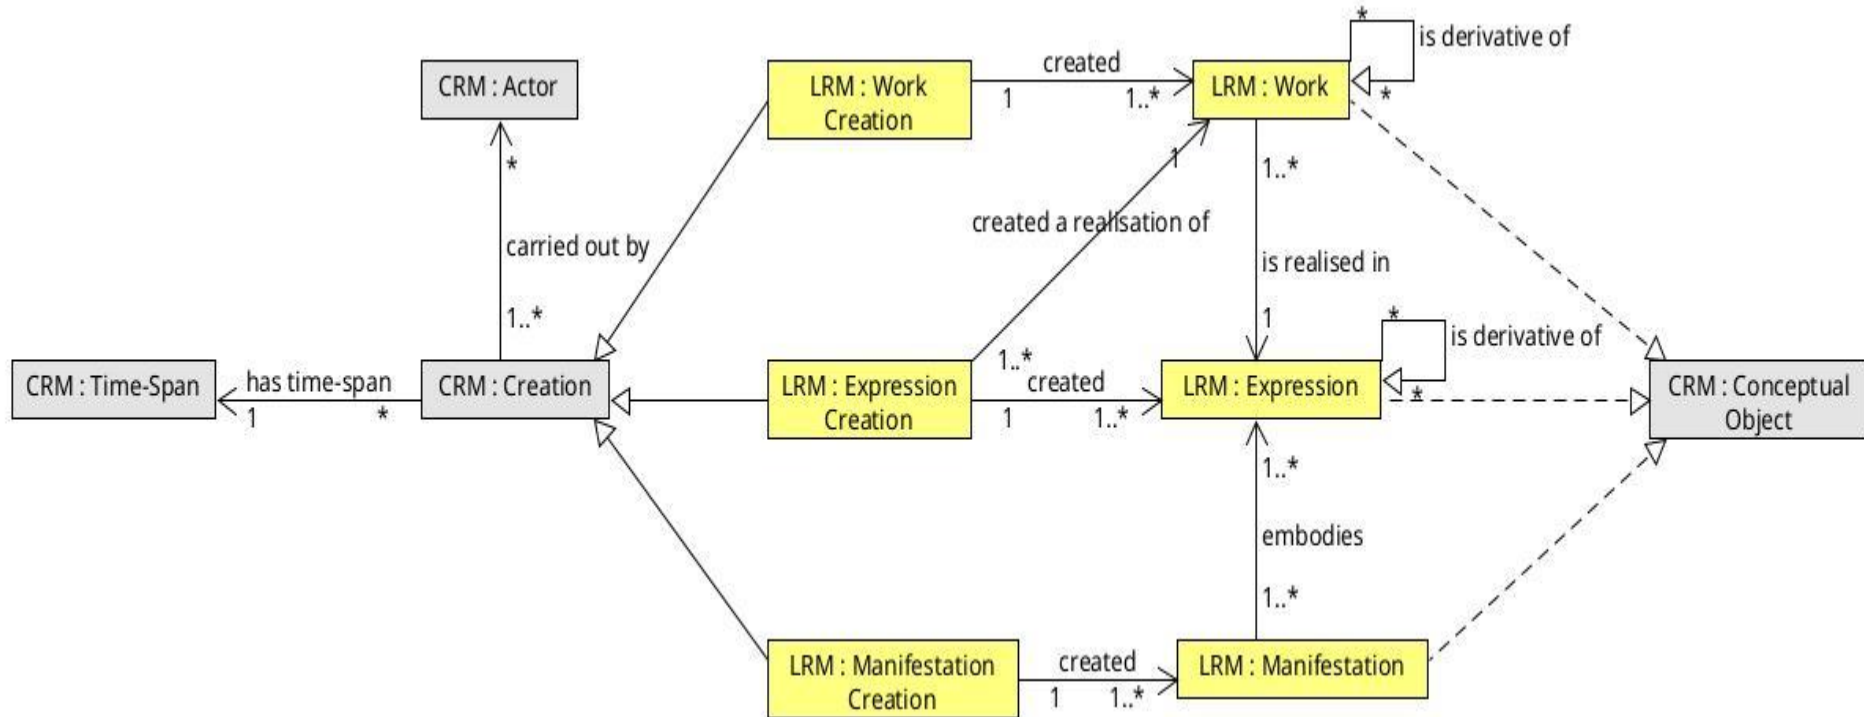 *
is derivative of
*
CRM : Actor
LRM : Work
Creation
created
1
1..*
LRM : Work
*
1
1..*
created a realisation of
carried out by
is realised in
1..*
1
*
is derivative of
*
CRM : Time-Span
has time-span
1
*
CRM : Creation
LRM : Expression
Creation
1..*
created
1
1..*
LRM : Expression
CRM : Conceptual
Object
1..*
embodies
1..*
LRM : Manifestation
Creation
created
1
1..*
LRM : Manifestation